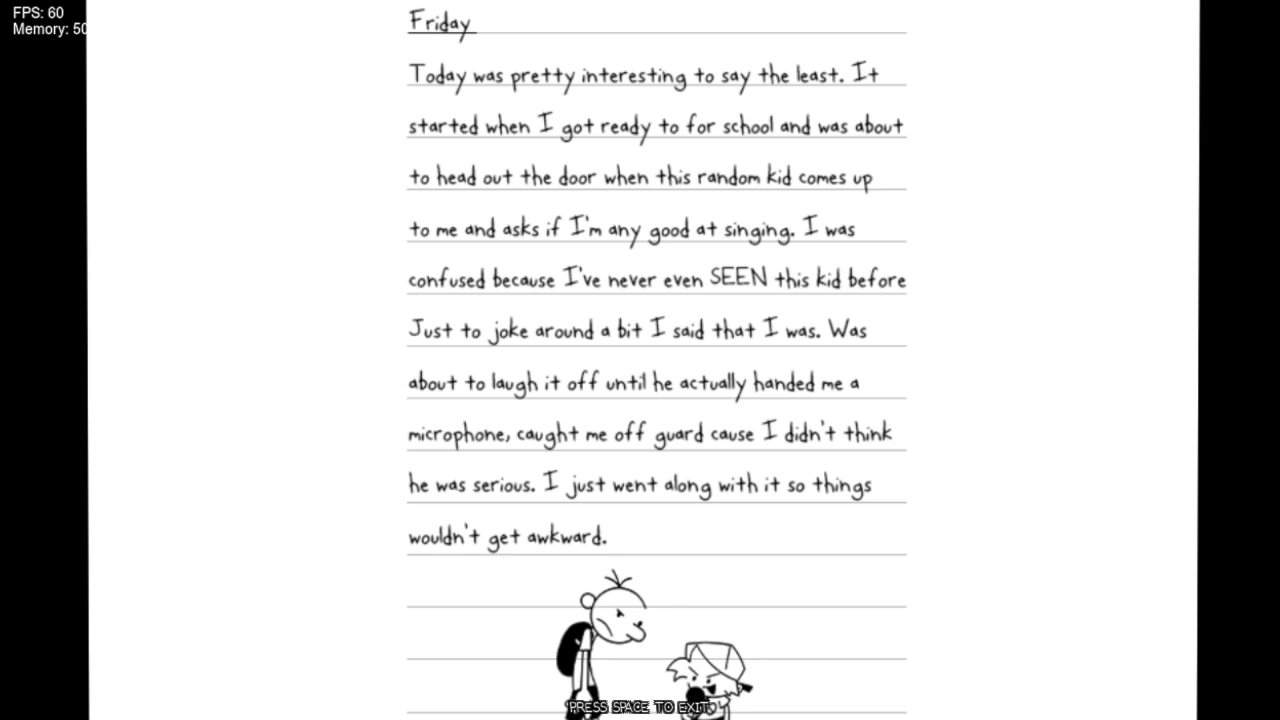 FPS: 60
Memory: 50
Friday
Today was pretty interesting to say the least. It
started when I got ready to for school and was about
to head out the door when this random kid comes up
to me and asks if I'm any good at singing. I was
confused because I've never even SEEN this kid before
Just to joke around a bit I said that I was. Was
about to laugh it off until he actually handed me a
microphone, caught me off guard cause I didn't think
he was serious. I just went along with it so things
wouldn't get awkward.
PRESS SPACE TO EXIT